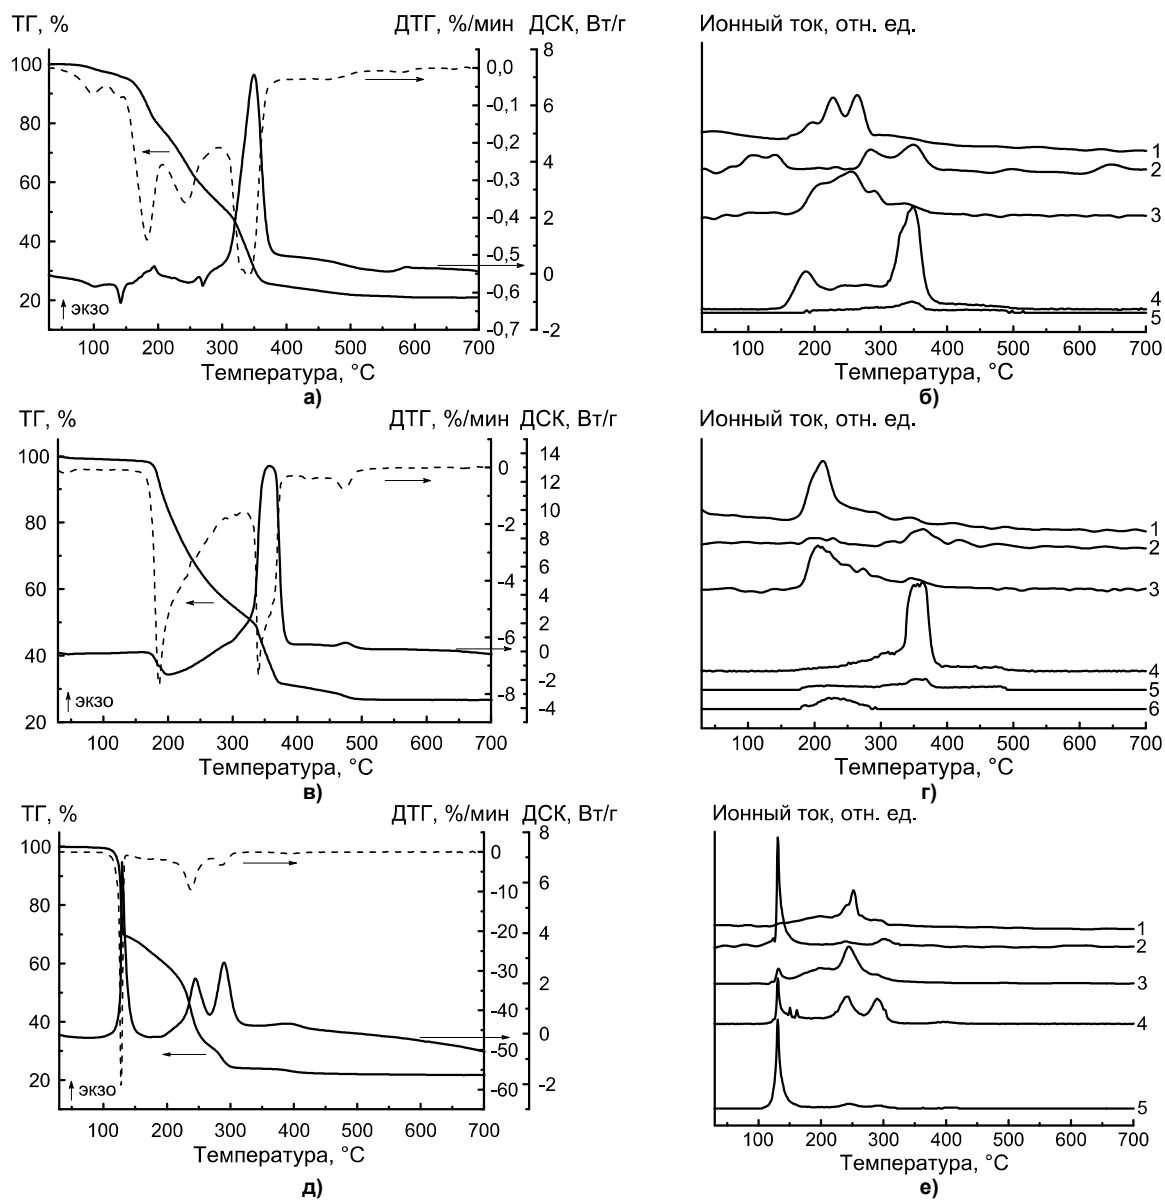 ТГ, %
ДТГ, %/мин ДСК, Вт/г
100
80
60
40
20
0,0
-0,1
-0,2
-0,3
-0,4
-0,5
-0,6
-0,7
8
6
4
2
0
-2
экзо
100 200 300 400 500 600 700
Температура, °C
а)
Ионный ток, отн. ед.
1
2
3
4
5
100 200 300 400 500 600 700
Температура, °C
б)
ТГ, %
ДТГ, %/мин ДСК, Вт/г
100
80
60
40
20
0
-2
-4
-6
-8
14
12
10
8
6
4
2
0
-2
-4
экзо
100 200 300 400 500 600 700
Температура, °C
в)
Ионный ток, отн. ед.
1
2
3
4
5
6
100 200 300 400 500 600 700
Температура, °C
г)
ТГ, %
ДТГ, %/мин ДСК, Вт/г
100
80
60
40
20
0
-10
-20
-30
-40
-50
-60
8
6
4
2
0
-2
экзо
100 200 300 400 500 600 700
Температура, °C
д)
Ионный ток, отн. ед.
1
2
3
4
5
100 200 300 400 500 600 700
Температура, °C
е)